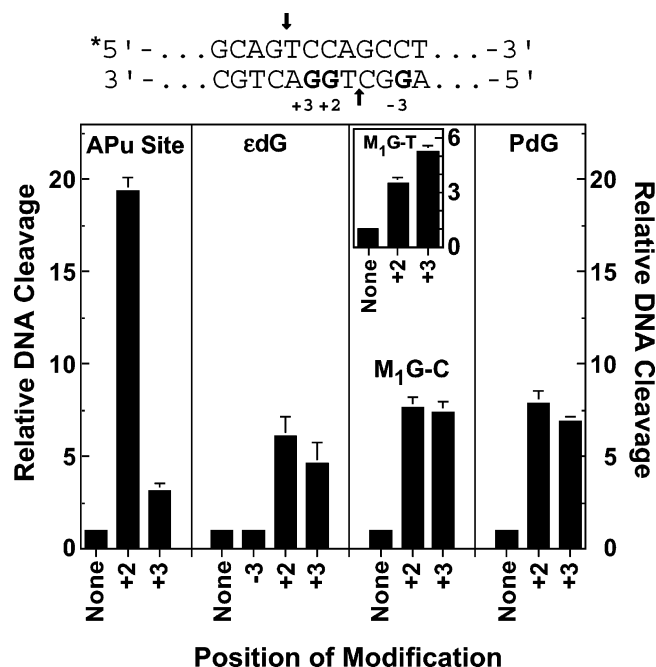 *5'-...GCAGTCCAGCCT...-3'
3'-...CGTCAGGTCGGA...-5'
+3 +2 -3
APu Site
εdG
M1G-T
PdG
6
3
0
None
+2
+3
M1G-C
Relative DNA Cleavage
20
15
10
5
0
20
15
10
5
0
Relative DNA Cleavage
None +2 +3 None -3 +2 +3 None +2 +3 None +2 +3
Position of Modification